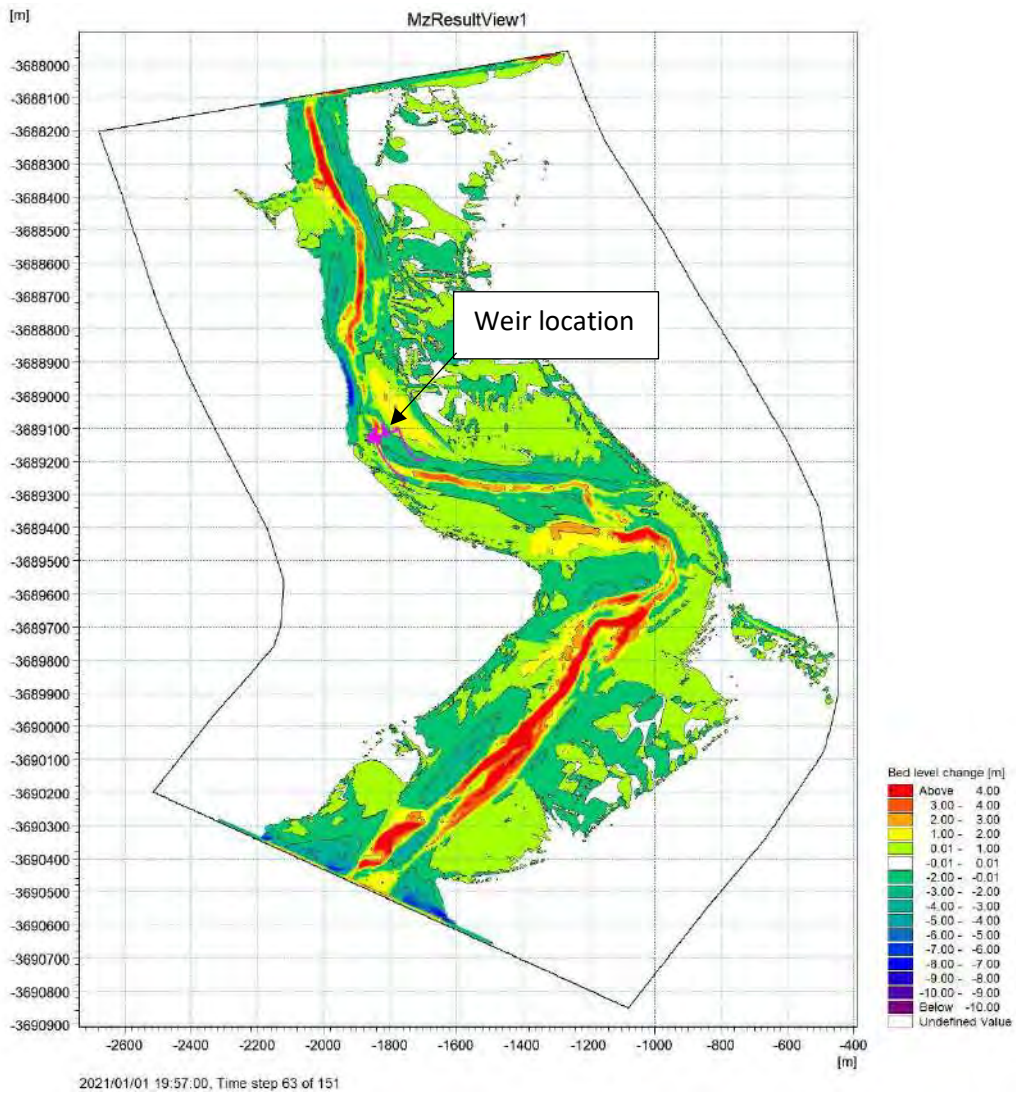 [m]
MzResultView1
-3688000
-3688100
-3688200
-3688300
-3688400
-3688500
-3688600
-3688700
-3688800
-3688900
-3689000
-3689100
-3689200
-3689300
-3689400
-3689500
-3689600
-3689700
-3689800
-3689900
-3690000
-3690100
-3690200
-3690300
-3690400
-3690500
-3690600
-3690700
-3690800
-3690900
Weir location
Bed level change [m]
Above 4.00
3.00 - 4.00
2.00 - 3.00
1.00 - 2.00
0.01 - 1.00
-0.01 - 0.01
-2.00 - -0.01
-3.00 - -2.00
-4.00 - -3.00
-5.00 - -4.00
-6.00 - -5.00
-7.00 - -6.00
-8.00 - -7.00
-9.00 - -8.00
-10.00 - -9.00
Below -10.00
Undefined Value
-2600 -2400 -2200 -2000 -1800 -1600 -1400 -1200 -1000 -800 -600 -400
[m]
2021/01/01 19:57:00, Time step 63 of 151